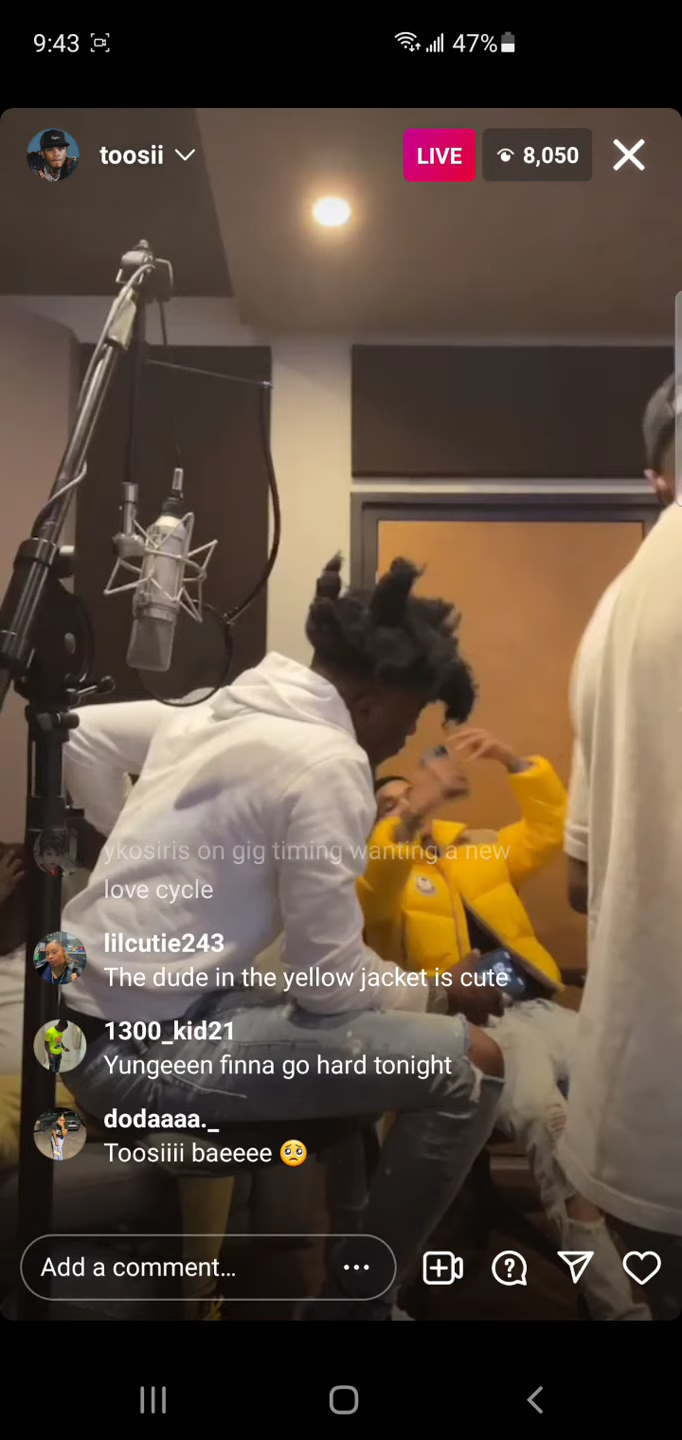 9:43
47%
toosii
LIVE
8,050
ykosiris on gig timing wanting a new
love cycle
lilcutie243
The dude in the yellow jacket is cute
1300_kid21
Yungeeen finna go hard tonight
dodaaaa._
Toosiiii baeeee 🥺
Add a comment...